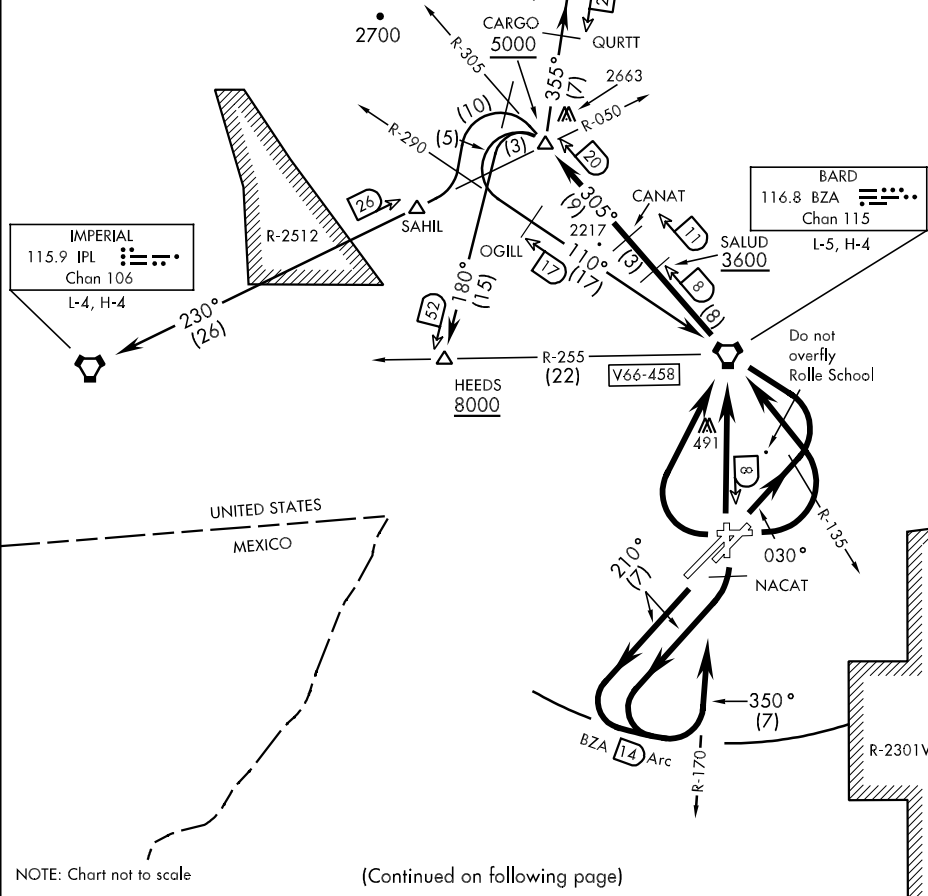 CARGO
5000
QURTT
2700
R-305
355°
(7)
2663
R-050
(10)
R-290
(5)
(3)
20
305°
(9)
CANAT
BARD
116.8 BZA
Chan 115
L-5, H-4
26
SAHIL
2217
11
IMPERIAL
115.9 IPL
Chan 106
L-4, H-4
R-2512
OGILL
17
110°
(17)
(3)
SALUD
3600
8
(8)
180°
(15)
230°
(26)
52
Do not
overfly
Rolle School
R-255
(22)
V66-458
HEEDS
8000
491
8
R-135
UNITED STATES
MEXICO
030°
210°
(7)
NACAT
350°
(7)
BZA 14 Arc
R-170
R-2301W
NOTE: Chart not to scale
(Continued on following page)